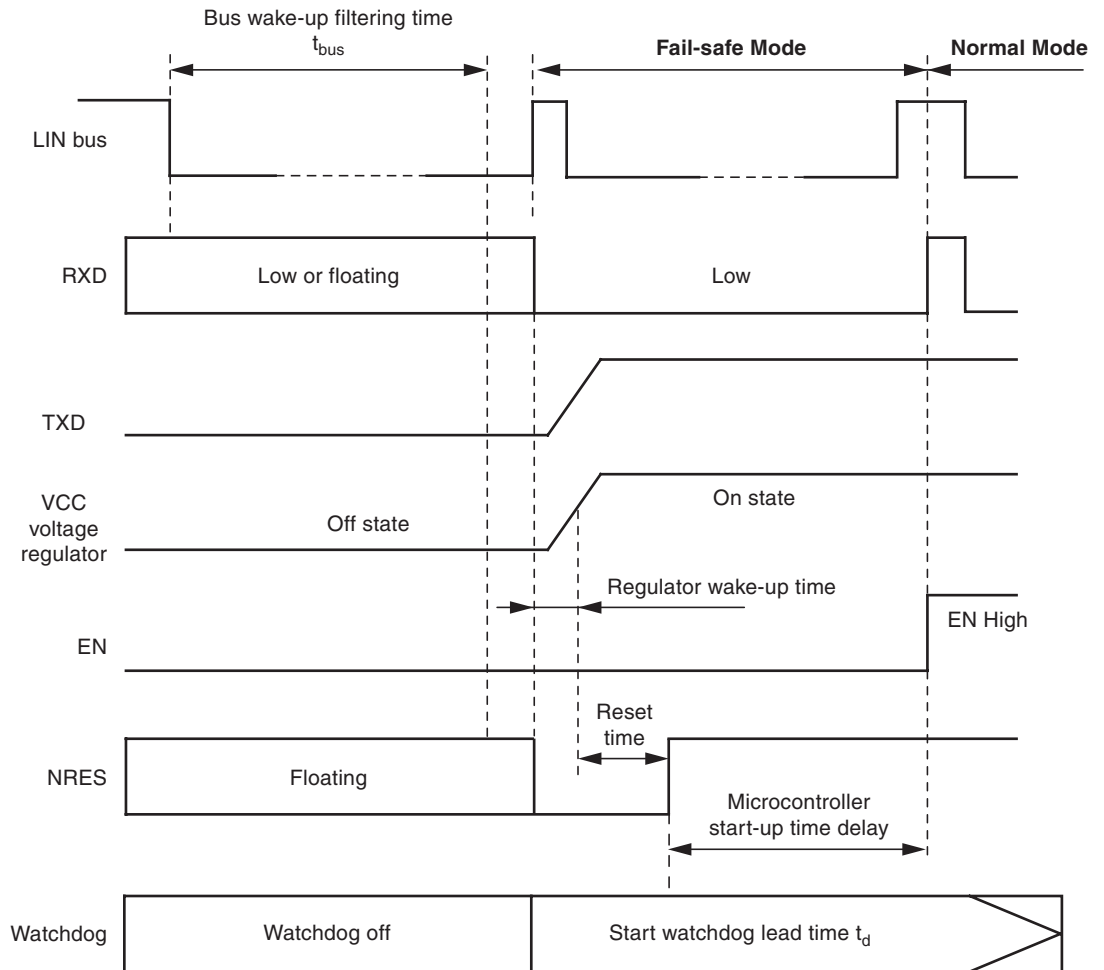 Bus wake-up filtering time
tbus
Fail-safe Mode
Normal Mode
LIN bus
RXD
Low or floating
Low
TXD
VCC
voltage
regulator
Off state
On state
Regulator wake-up time
EN
EN High
Reset
time
NRES
Floating
Microcontroller
start-up time delay
Watchdog
Watchdog off
Start watchdog lead time td